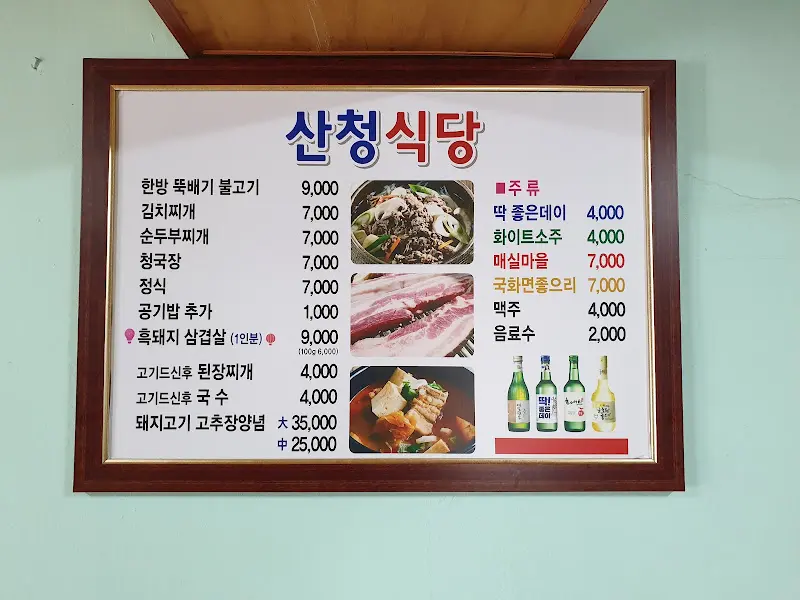 산청식당
한방 뚝배기 불고기 9,000
김치찌개 7,000
순두부찌개 7,000
청국장 7,000
정식 7,000
공기밥 추가 1,000
흑돼지 삼겹살 (1인분) 9,000
(100g 6,000)
고기드신후 된장찌개 4,000
고기드신후 국수 4,000
돼지고기 고추장양념 大 35,000
中 25,000
주류
딱 좋은데이 4,000
화이트소주 4,000
매실마을 7,000
국화면좋으리 7,000
맥주 4,000
음료수 2,000
딱!
좋은
데이